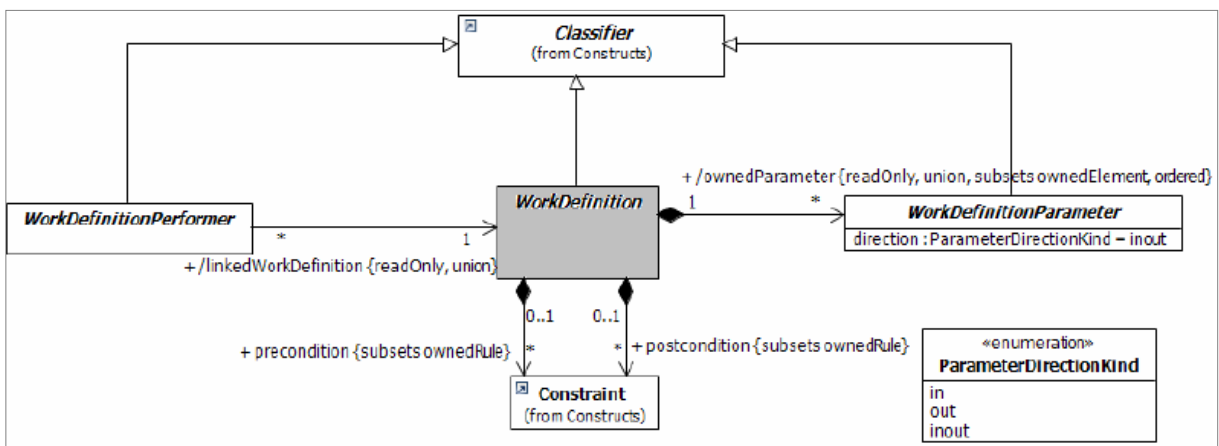 Classifier
(from Constructs)
+ /ownedParameter {readOnly, union, subsets ownedElement, ordered}
WorkDefinition
1
*
WorkDefinitionPerformer
WorkDefinitionParameter
*
1
direction : ParameterDirectionKind = inout
+ /linkedWorkDefinition {readOnly, union}
0..1
0..1
+ precondition {subsets ownedRule}
*
*
+ postcondition {subsets ownedRule}
«enumeration»
ParameterDirectionKind
Constraint
(from Constructs)
in
out
inout